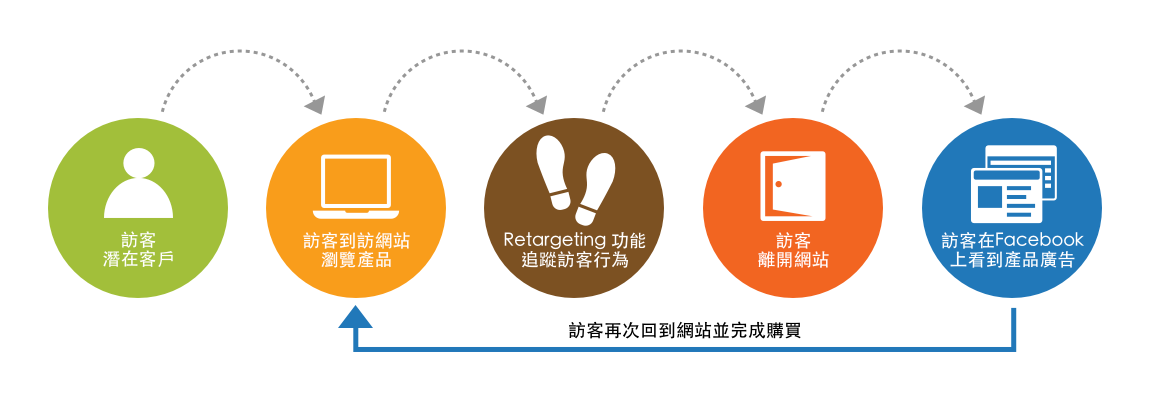 訪客
潛在客戶
訪客到訪網站
瀏覽產品
Retargeting 功能
追蹤訪客行為
訪客
離開網站
訪客在Facebook
上看到產品廣告
訪客再次回到網站並完成購買